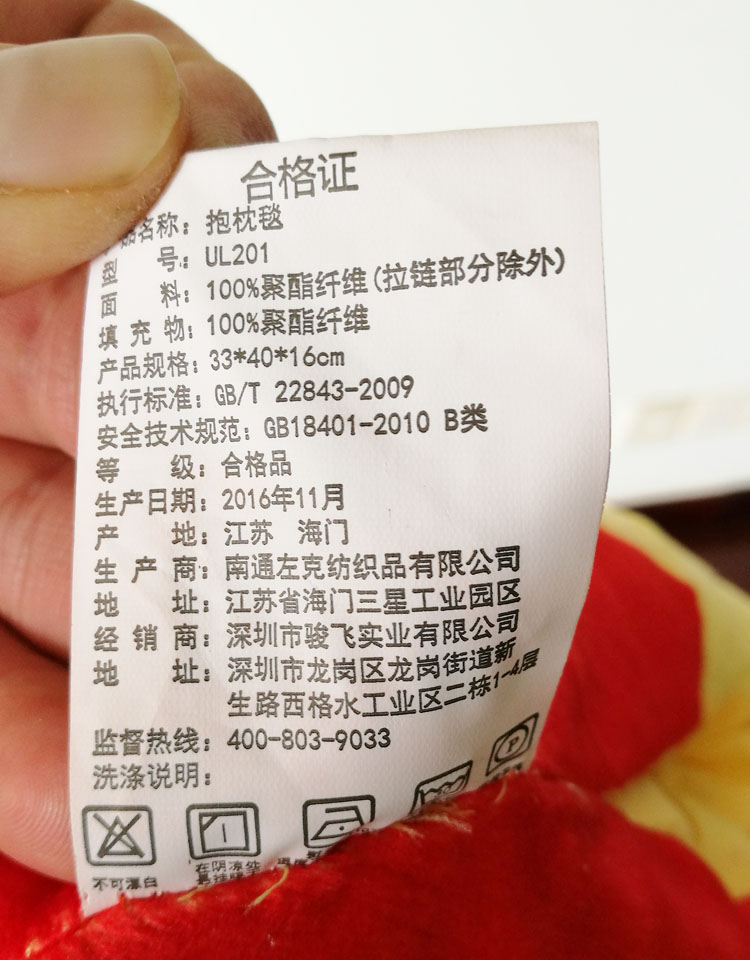 合格证
产品名称：抱枕毯
型 号：UL201
面 料：100%聚酯纤维(拉链部分除外)
填 充 物：100%聚酯纤维
产品规格：33*40*16cm
执行标准：GB/T 22843-2009
安全技术规范：GB18401-2010 B类
等 级：合格品
生产日期：2016年11月
产 地：江苏 海门
生 产 商：南通左克纺织品有限公司
地 址：江苏省海门三星工业园区
经 销 商：深圳市骏飞实业有限公司
地 址：深圳市龙岗区龙岗街道新
生路西格水工业区二栋1-4层
监督热线：400-803-9033
洗涤说明：
P
不可漂白
在阴凉处